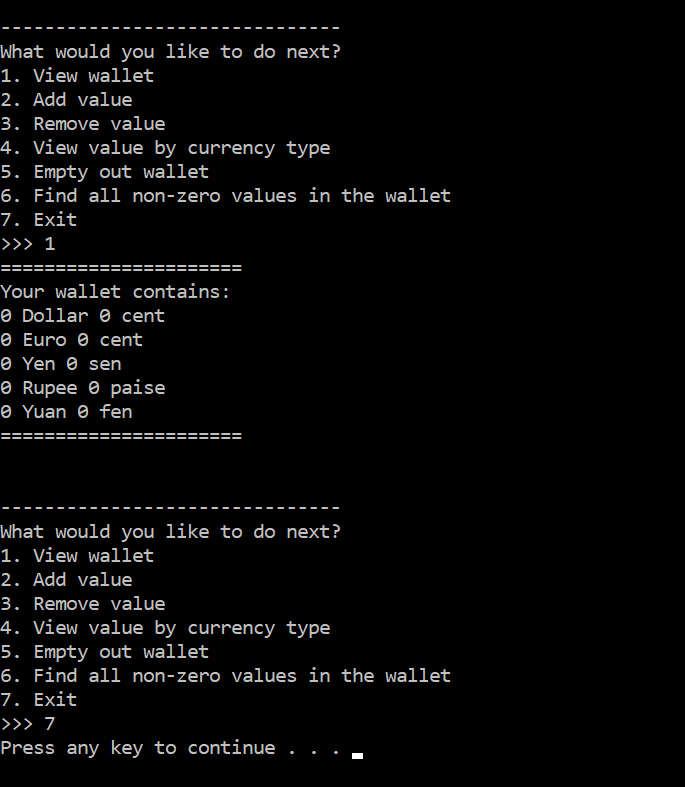 -------------------------------
What would you like to do next?
1. View wallet
2. Add value
3. Remove value
4. View value by currency type
5. Empty out wallet
6. Find all non-zero values in the wallet
7. Exit
>>> 1
======================
Your wallet contains:
0 Dollar 0 cent
0 Euro 0 cent
0 Yen 0 sen
0 Rupee 0 paise
0 Yuan 0 fen
======================
-------------------------------
What would you like to do next?
1. View wallet
2. Add value
3. Remove value
4. View value by currency type
5. Empty out wallet
6. Find all non-zero values in the wallet
7. Exit
>>> 7
Press any key to continue . . .